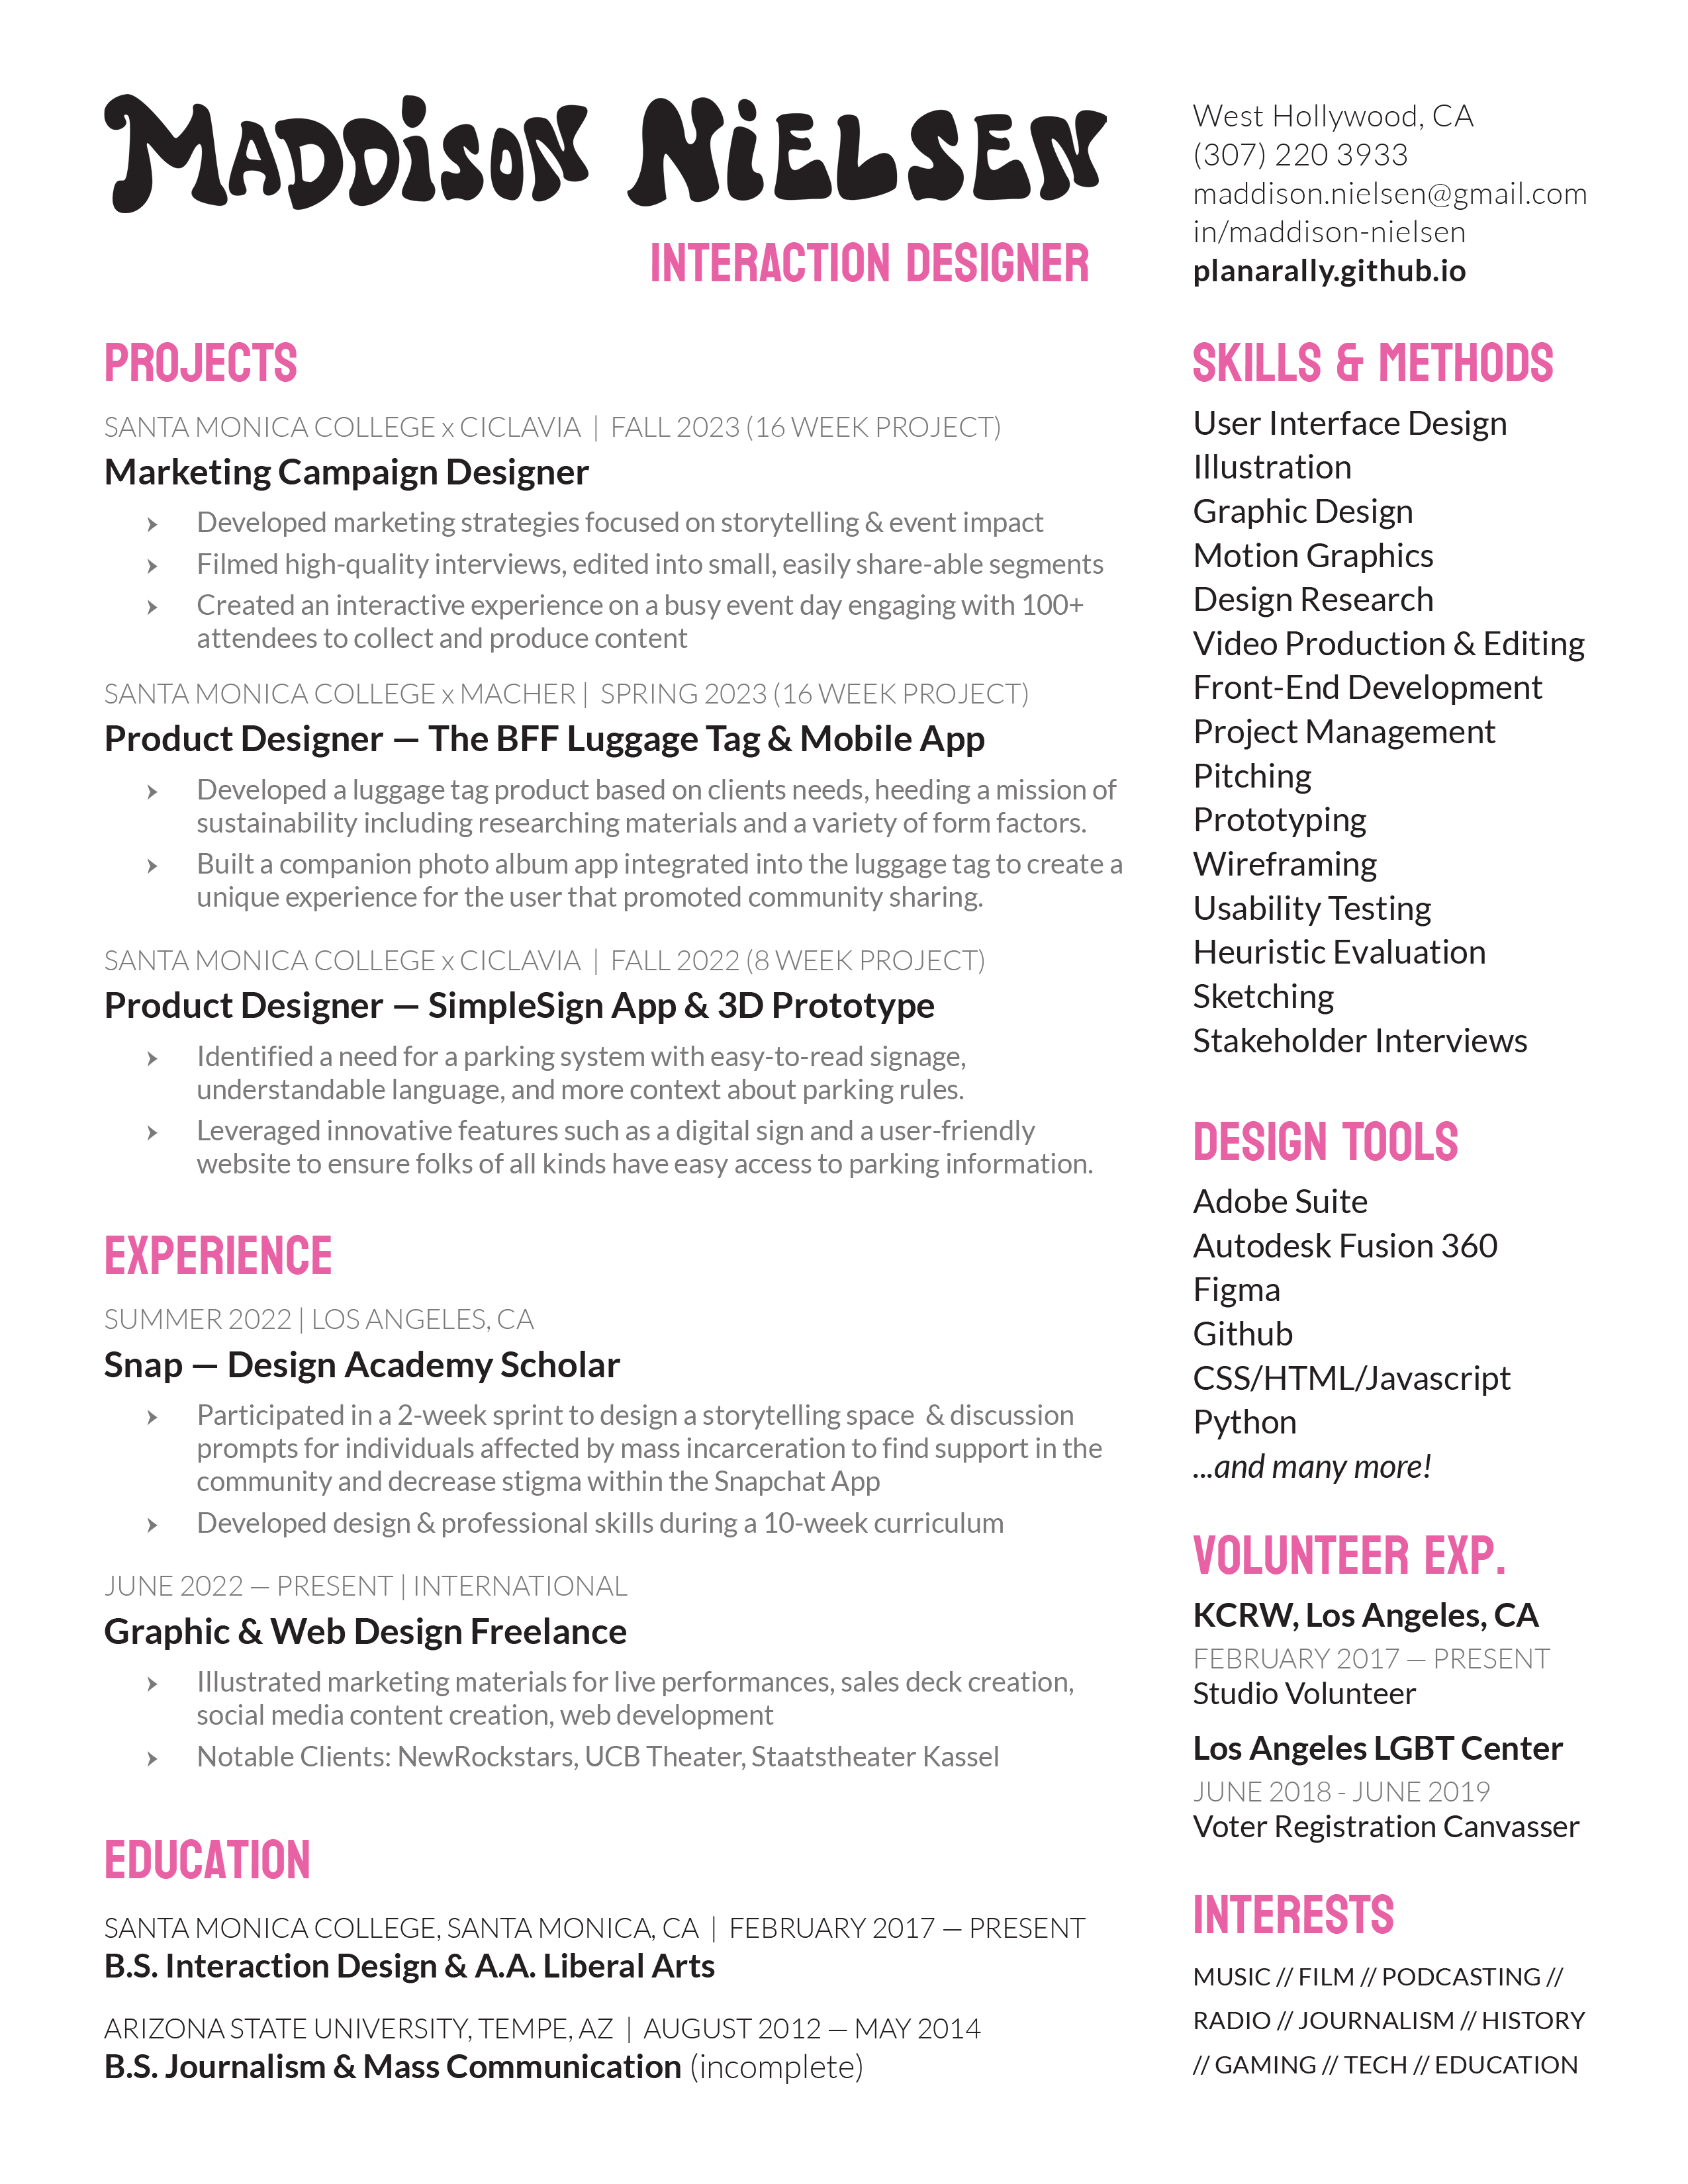 MADDiSON NiELSEN
INTERACTION DESIGNER
West Hollywood, CA
(307) 220 3933
maddison.nielsen@gmail.com
in/maddison-nielsen
planarally.github.io
PROJECTS
SANTA MONICA COLLEGE x CICLAVIA | FALL 2023 (16 WEEK PROJECT)
Marketing Campaign Designer
Developed marketing strategies focused on storytelling & event impact
Filmed high-quality interviews, edited into small, easily share-able segments
Created an interactive experience on a busy event day engaging with 100+
attendees to collect and produce content
SANTA MONICA COLLEGE x MACHER | SPRING 2023 (16 WEEK PROJECT)
Product Designer — The BFF Luggage Tag & Mobile App
Developed a luggage tag product based on clients needs, heeding a mission of
sustainability including researching materials and a variety of form factors.
Built a companion photo album app integrated into the luggage tag to create a
unique experience for the user that promoted community sharing.
SANTA MONICA COLLEGE x CICLAVIA | FALL 2022 (8 WEEK PROJECT)
Product Designer — SimpleSign App & 3D Prototype
Identified a need for a parking system with easy-to-read signage,
understandable language, and more context about parking rules.
Leveraged innovative features such as a digital sign and a user-friendly
website to ensure folks of all kinds have easy access to parking information.
EXPERIENCE
SUMMER 2022 | LOS ANGELES, CA
Snap — Design Academy Scholar
Participated in a 2-week sprint to design a storytelling space & discussion
prompts for individuals affected by mass incarceration to find support in the
community and decrease stigma within the Snapchat App
Developed design & professional skills during a 10-week curriculum
JUNE 2022 — PRESENT | INTERNATIONAL
Graphic & Web Design Freelance
Illustrated marketing materials for live performances, sales deck creation,
social media content creation, web development
Notable Clients: NewRockstars, UCB Theater, Staatstheater Kassel
EDUCATION
SANTA MONICA COLLEGE, SANTA MONICA, CA | FEBRUARY 2017 — PRESENT
B.S. Interaction Design & A.A. Liberal Arts
ARIZONA STATE UNIVERSITY, TEMPE, AZ | AUGUST 2012 — MAY 2014
B.S. Journalism & Mass Communication (incomplete)
SKILLS & METHODS
User Interface Design
Illustration
Graphic Design
Motion Graphics
Design Research
Video Production & Editing
Front-End Development
Project Management
Pitching
Prototyping
Wireframing
Usability Testing
Heuristic Evaluation
Sketching
Stakeholder Interviews
DESIGN TOOLS
Adobe Suite
Autodesk Fusion 360
Figma
Github
CSS/HTML/Javascript
Python
...and many more!
VOLUNTEER EXP.
KCRW, Los Angeles, CA
FEBRUARY 2017 — PRESENT
Studio Volunteer
Los Angeles LGBT Center
JUNE 2018 - JUNE 2019
Voter Registration Canvasser
INTERESTS
MUSIC // FILM // PODCASTING //
RADIO // JOURNALISM // HISTORY
// GAMING // TECH // EDUCATION